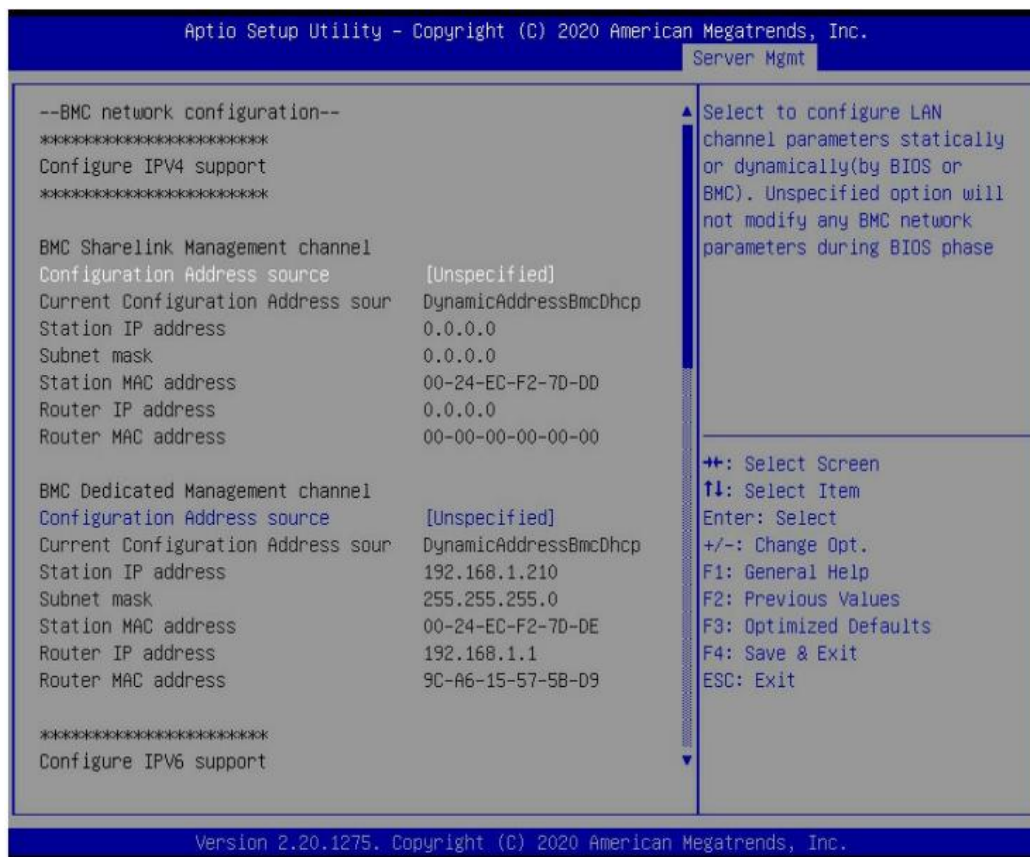 Aptio Setup Utility – Copyright (C) 2020 American Megatrends, Inc.
Server Mgmt
--BMC network configuration--
***********************
Configure IPV4 support
***********************
BMC Sharelink Management channel
Configuration Address source [Unspecified]
Current Configuration Address sour DynamicAddressBmcDhcp
Station IP address 0.0.0.0
Subnet mask 0.0.0.0
Station MAC address 00-24-EC-F2-7D-DD
Router IP address 0.0.0.0
Router MAC address 00-00-00-00-00-00
BMC Dedicated Management channel
Configuration Address source [Unspecified]
Current Configuration Address sour DynamicAddressBmcDhcp
Station IP address 192.168.1.210
Subnet mask 255.255.255.0
Station MAC address 00-24-EC-F2-7D-DE
Router IP address 192.168.1.1
Router MAC address 9C-A6-15-57-5B-D9
***********************
Configure IPV6 support
Select to configure LAN
channel parameters statically
or dynamically(by BIOS or
BMC). Unspecified option will
not modify any BMC network
parameters during BIOS phase
→←: Select Screen
↑↓: Select Item
Enter: Select
+/-: Change Opt.
F1: General Help
F2: Previous Values
F3: Optimized Defaults
F4: Save & Exit
ESC: Exit
Version 2.20.1275. Copyright (C) 2020 American Megatrends, Inc.